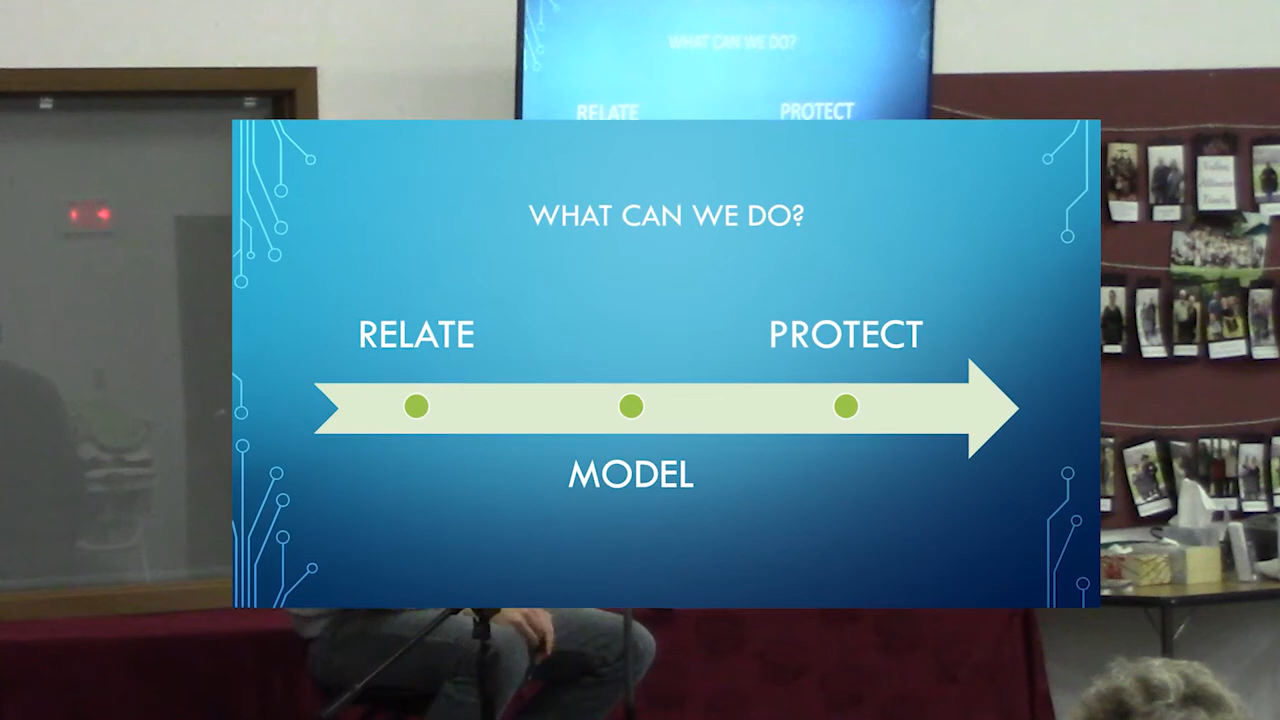 WHAT CAN WE DO?
RELATE
PROTECT
WHAT CAN WE DO?
RELATE
PROTECT
MODEL